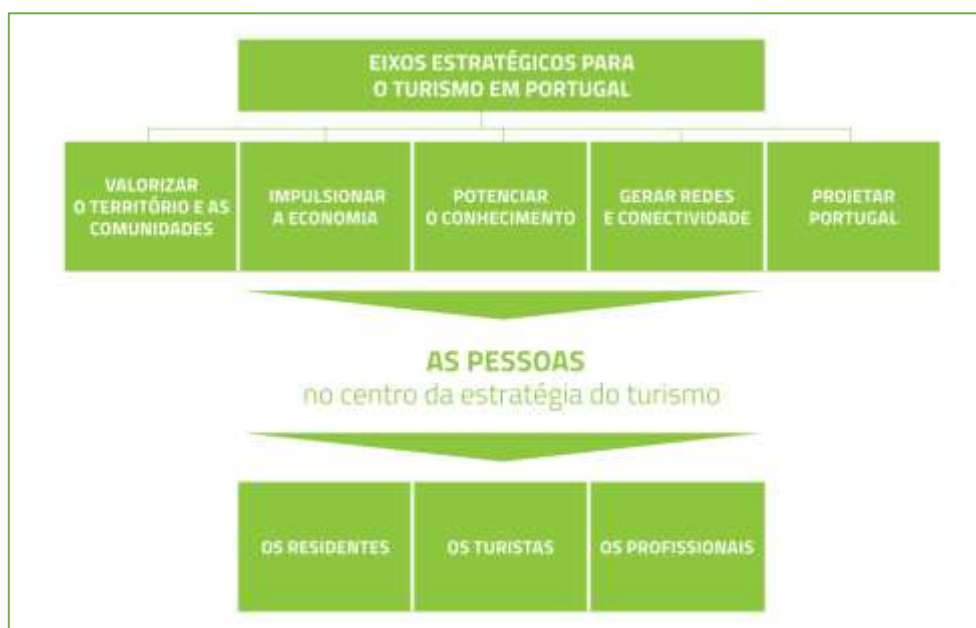 EIXOS ESTRATÉGICOS PARA
O TURISMO EM PORTUGAL
VALORIZAR
O TERRITÓRIO E AS
COMUNIDADES
IMPULSIONAR
A ECONOMIA
POTENCIAR
O CONHECIMENTO
GERAR REDES
E CONECTIVIDADE
PROJETAR
PORTUGAL
AS PESSOAS
no centro da estratégia do turismo
OS RESIDENTES
OS TURISTAS
OS PROFISSIONAIS